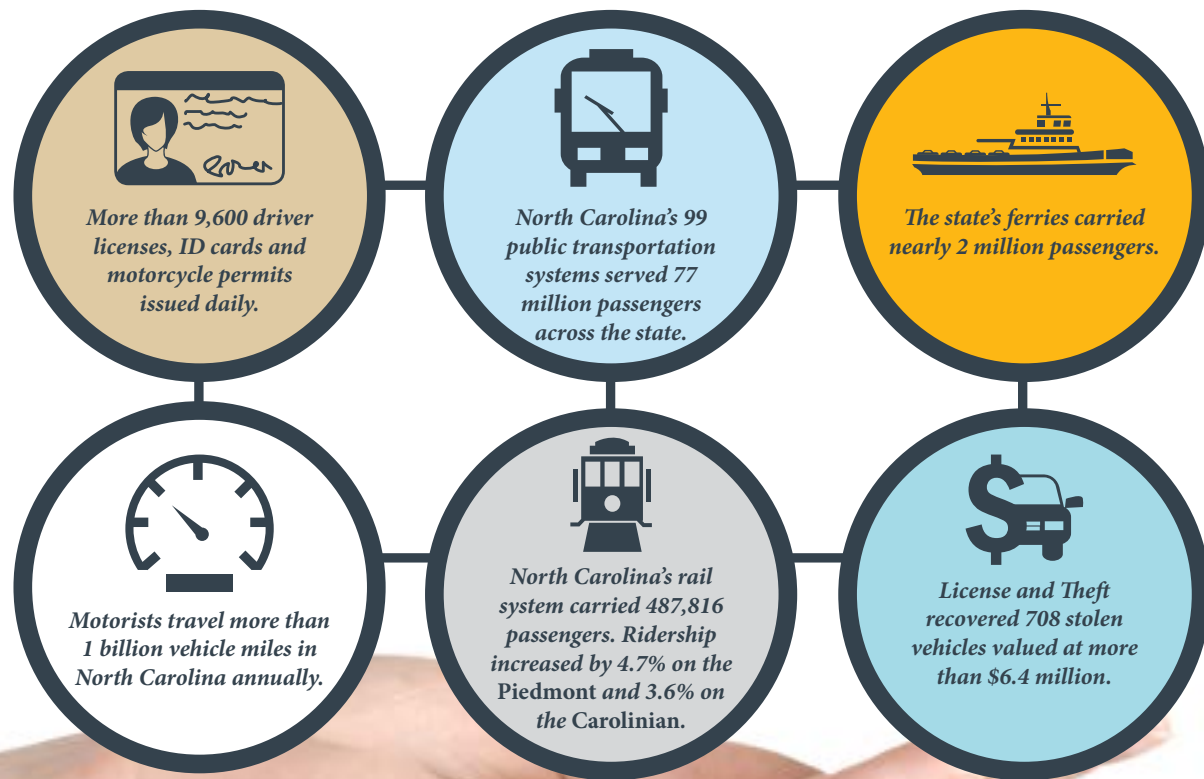 More than 9,600 driver
licenses, ID cards and
motorcycle permits
issued daily.
North Carolina's 99
public transportation
systems served 77
million passengers
across the state.
The state's ferries carried
nearly 2 million passengers.
Motorists travel more than
1 billion vehicle miles in
North Carolina annually.
North Carolina's rail
system carried 487,816
passengers. Ridership
increased by 4.7% on the
Piedmont and 3.6% on
the Carolinian.
$
License and Theft
recovered 708 stolen
vehicles valued at more
than $6.4 million.